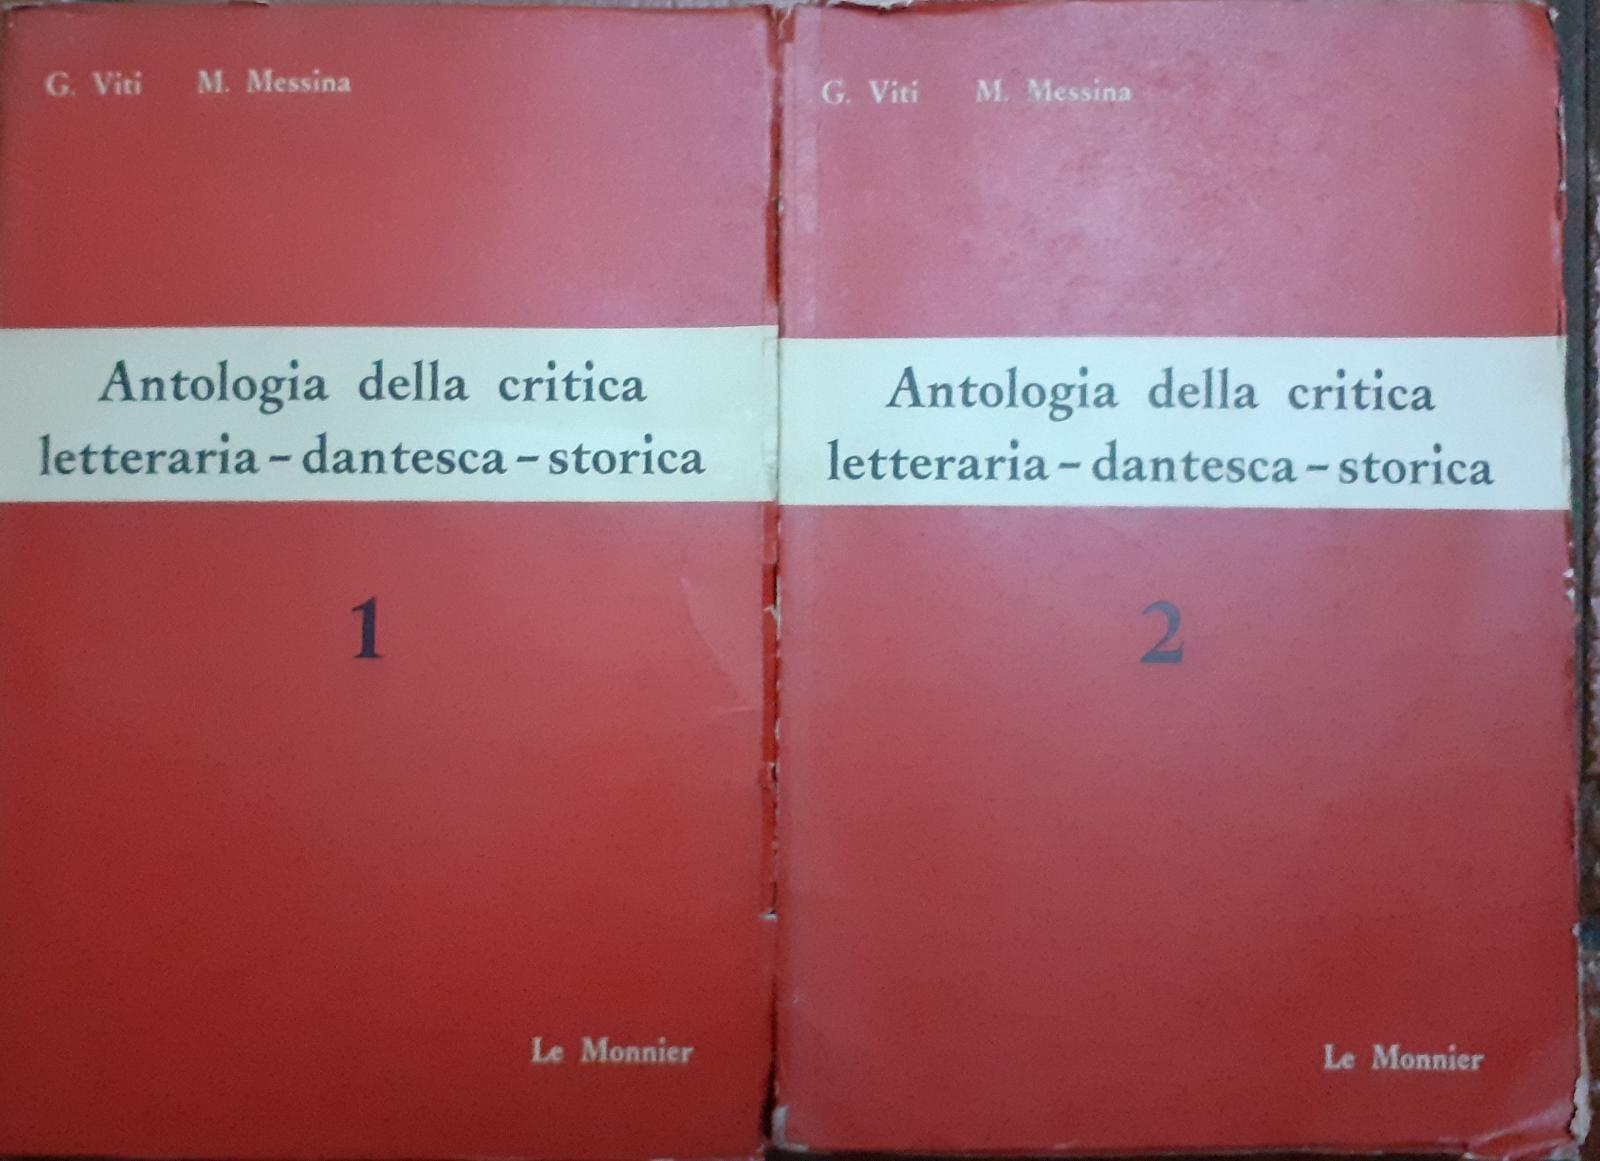 G. Viti M. Messina
Antologia della critica
letteraria – dantesca – storica
1
Le Monnier
G. Viti M. Messina
Antologia della critica
letteraria – dantesca – storica
2
Le Monnier